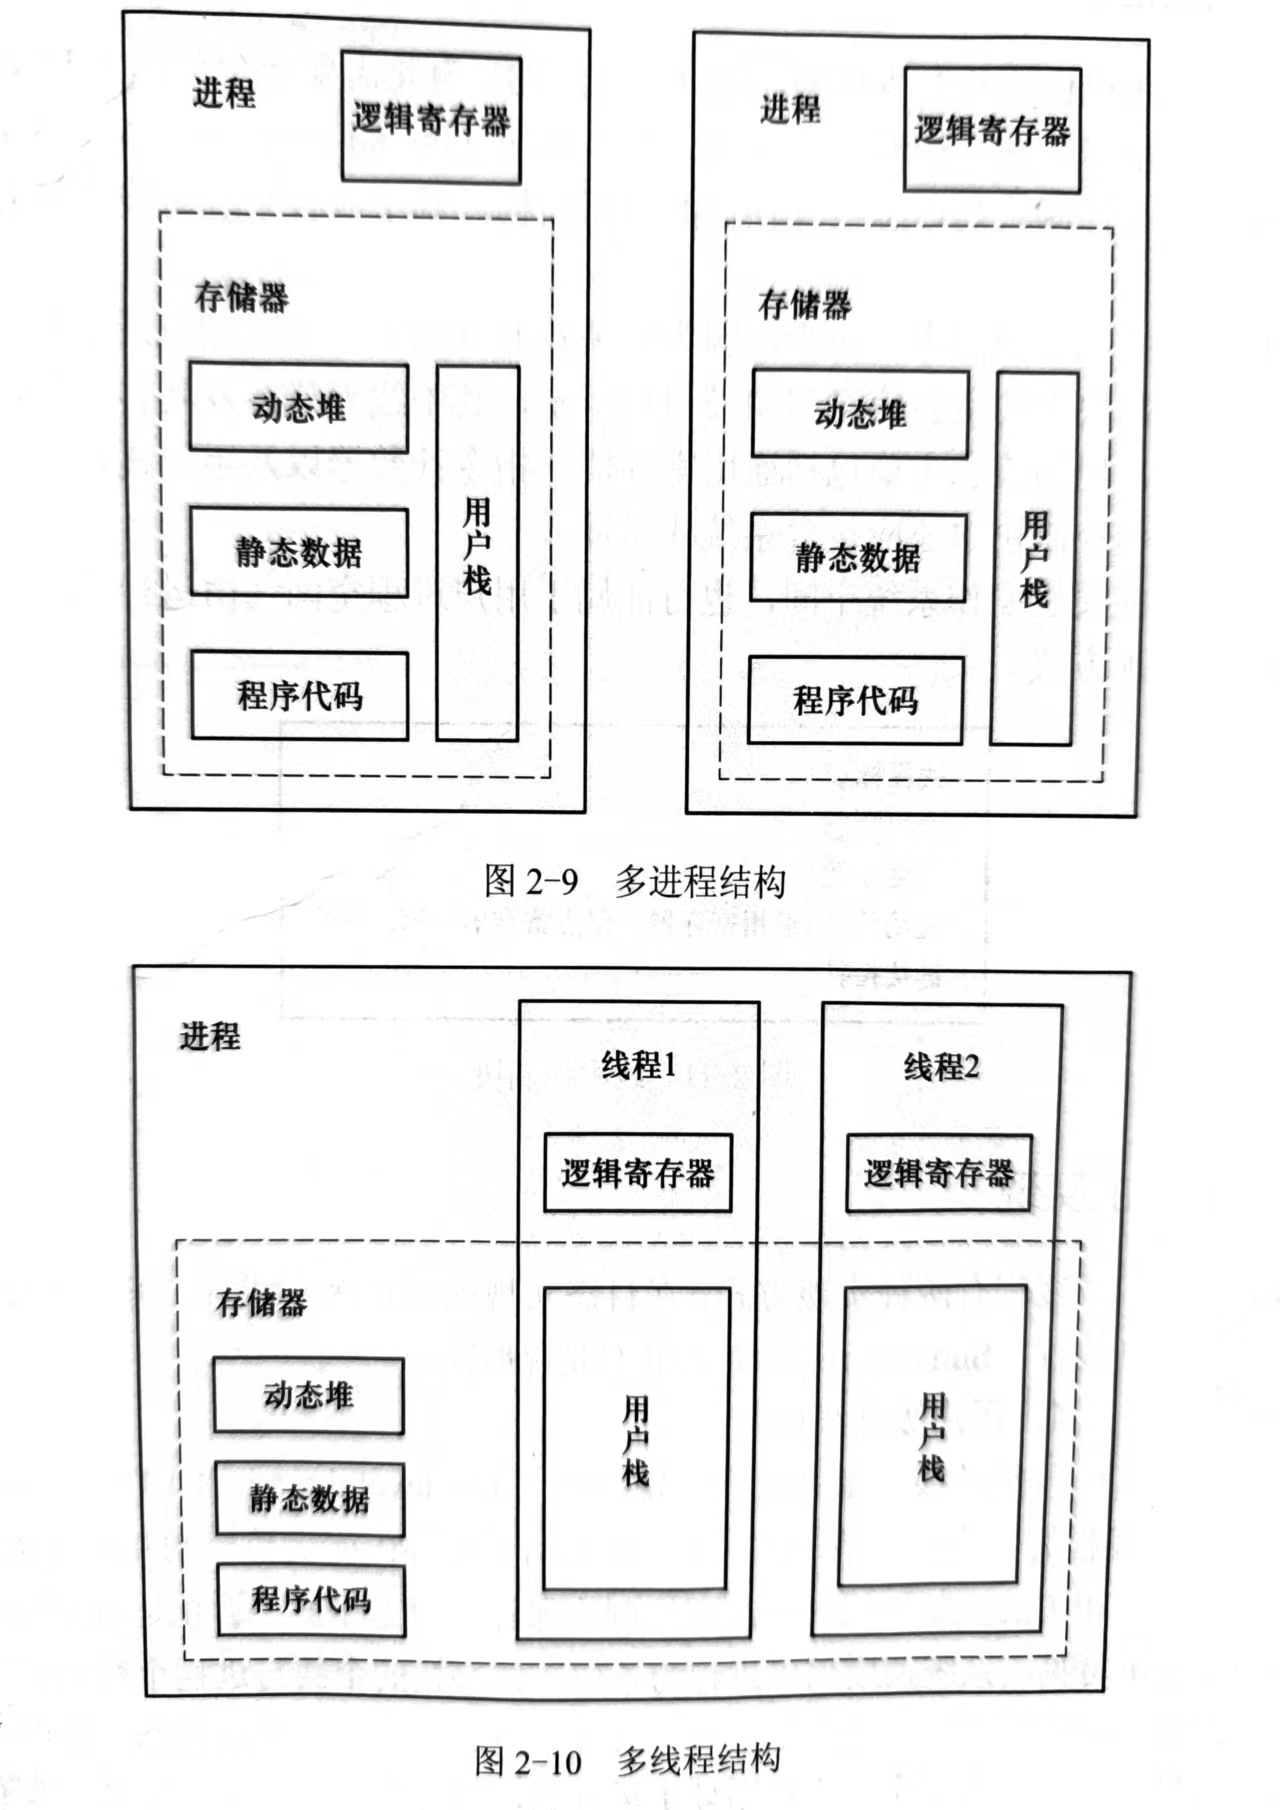 进程
逻辑寄存器
存储器
动态堆
静态数据
程序代码
用户栈
进程
逻辑寄存器
存储器
动态堆
静态数据
程序代码
用户栈
图 2-9 多进程结构
进程
线程1
逻辑寄存器
线程2
逻辑寄存器
存储器
动态堆
静态数据
程序代码
用户栈
用户栈
图 2-10 多线程结构